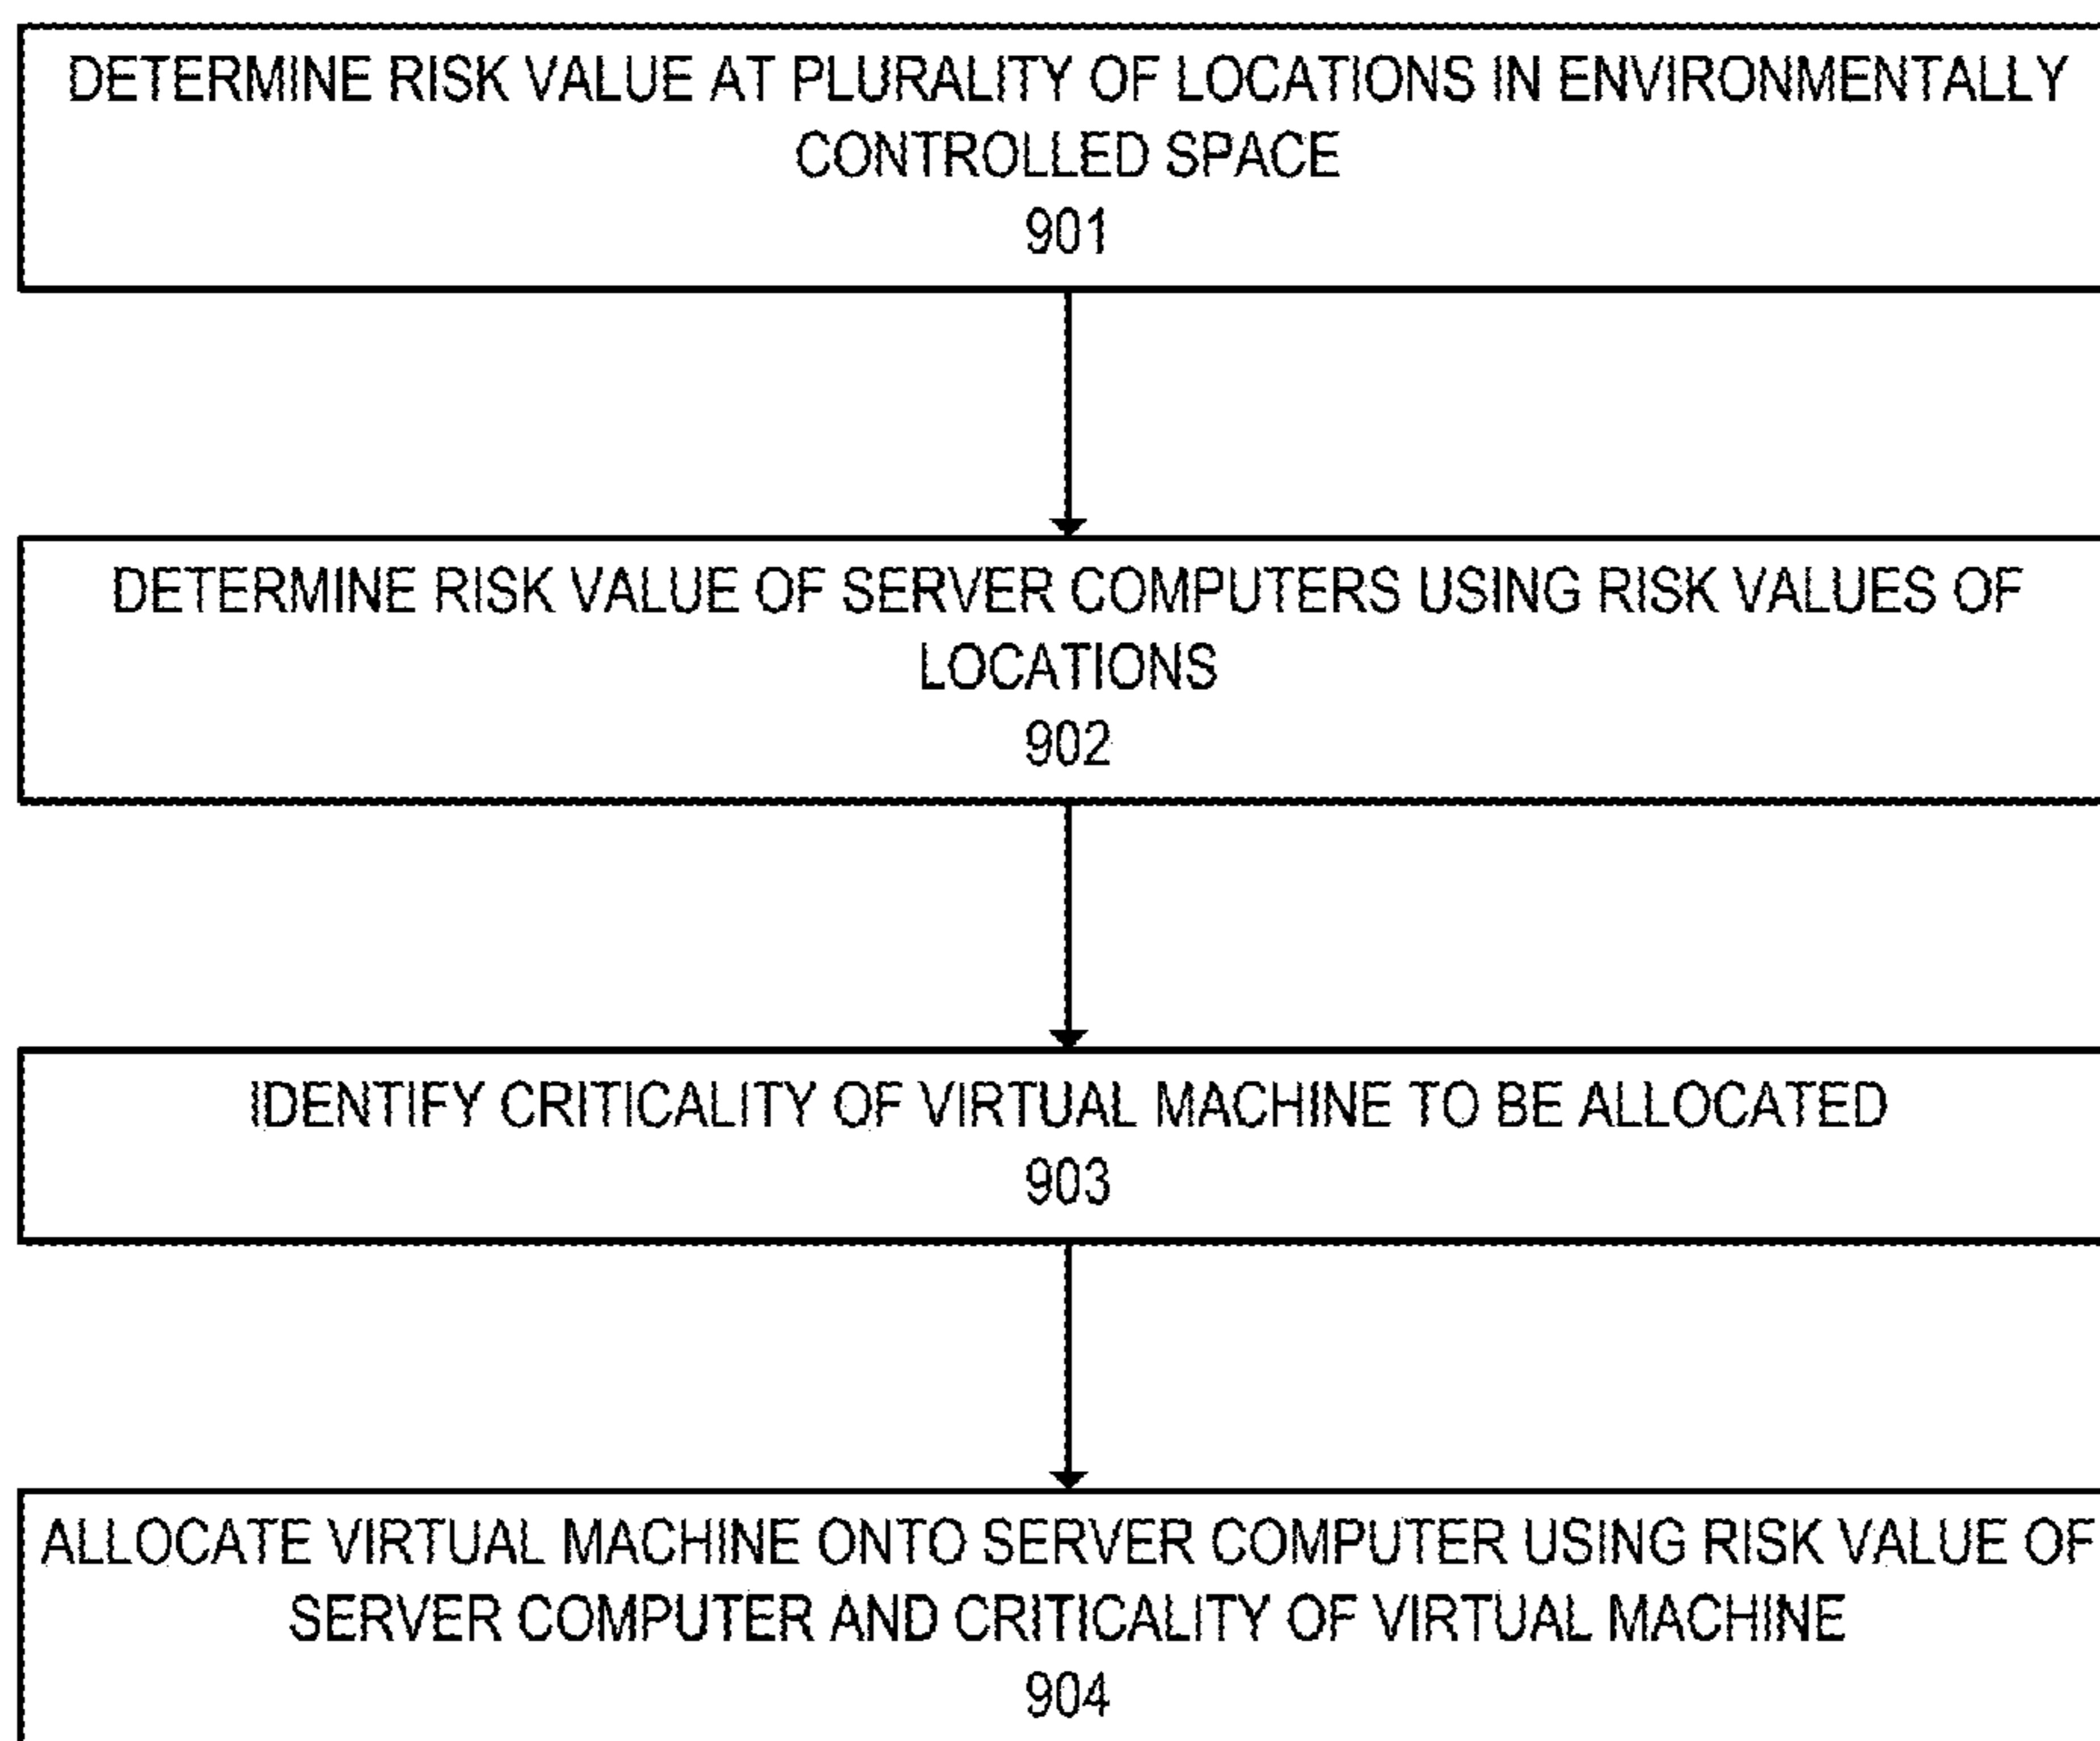 DETERMINE RISK VALUE AT PLURALITY OF LOCATIONS IN ENVIRONMENTALLY
CONTROLLED SPACE
901
DETERMINE RISK VALUE OF SERVER COMPUTERS USING RISK VALUES OF
LOCATIONS
902
IDENTIFY CRITICALITY OF VIRTUAL MACHINE TO BE ALLOCATED
903
ALLOCATE VIRTUAL MACHINE ONTO SERVER COMPUTER USING RISK VALUE OF
SERVER COMPUTER AND CRITICALITY OF VIRTUAL MACHINE
904